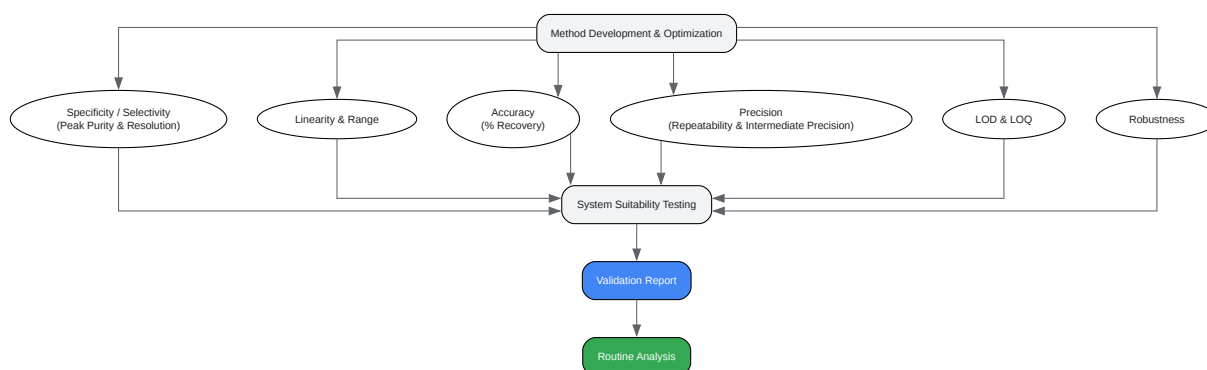 Method Development & Optimization
Specificity / Selectivity
(Peak Purity & Resolution)
Linearity & Range
Accuracy
(% Recovery)
Precision
(Repeatability & Intermediate Precision)
LOD & LOQ
Robustness
System Suitability Testing
Validation Report
Routine Analysis